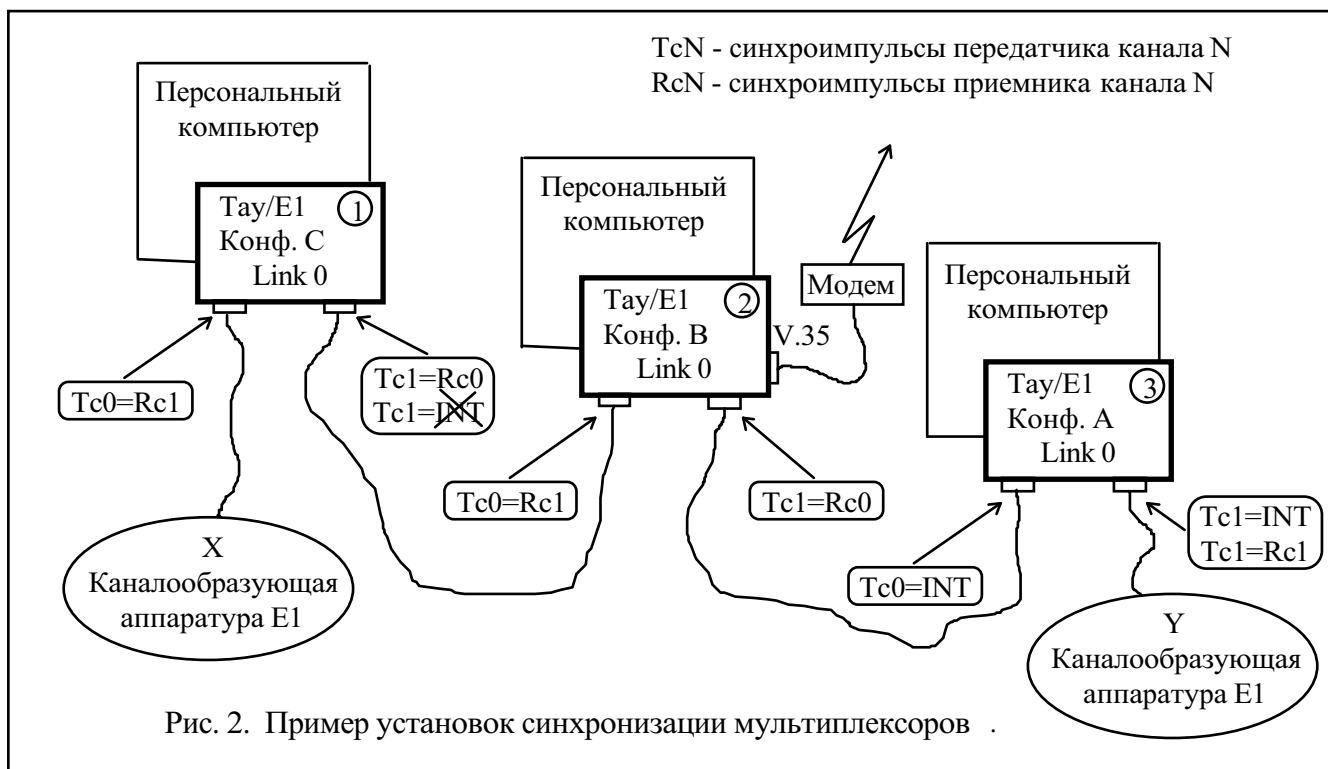 TcN - синхроимпульсы передатчика канала N
RcN - синхроимпульсы приемника канала N
Персональный
компьютер
Тау/E1
1
Конф. C
Link 0
Tc0=Rc1
Tc1=Rc0
Tc1=INT
X
Каналообразующая
аппаратура E1
Персональный
компьютер
Тау/E1
2
Конф. B
Link 0
V.35
Модем
Tc0=Rc1
Tc1=Rc0
Персональный
компьютер
Тау/E1
3
Конф. A
Link 0
Tc0=INT
Tc1=INT
Tc1=Rc1
Y
Каналообразующая
аппаратура E1
Рис. 2. Пример установок синхронизации мультиплексоров .